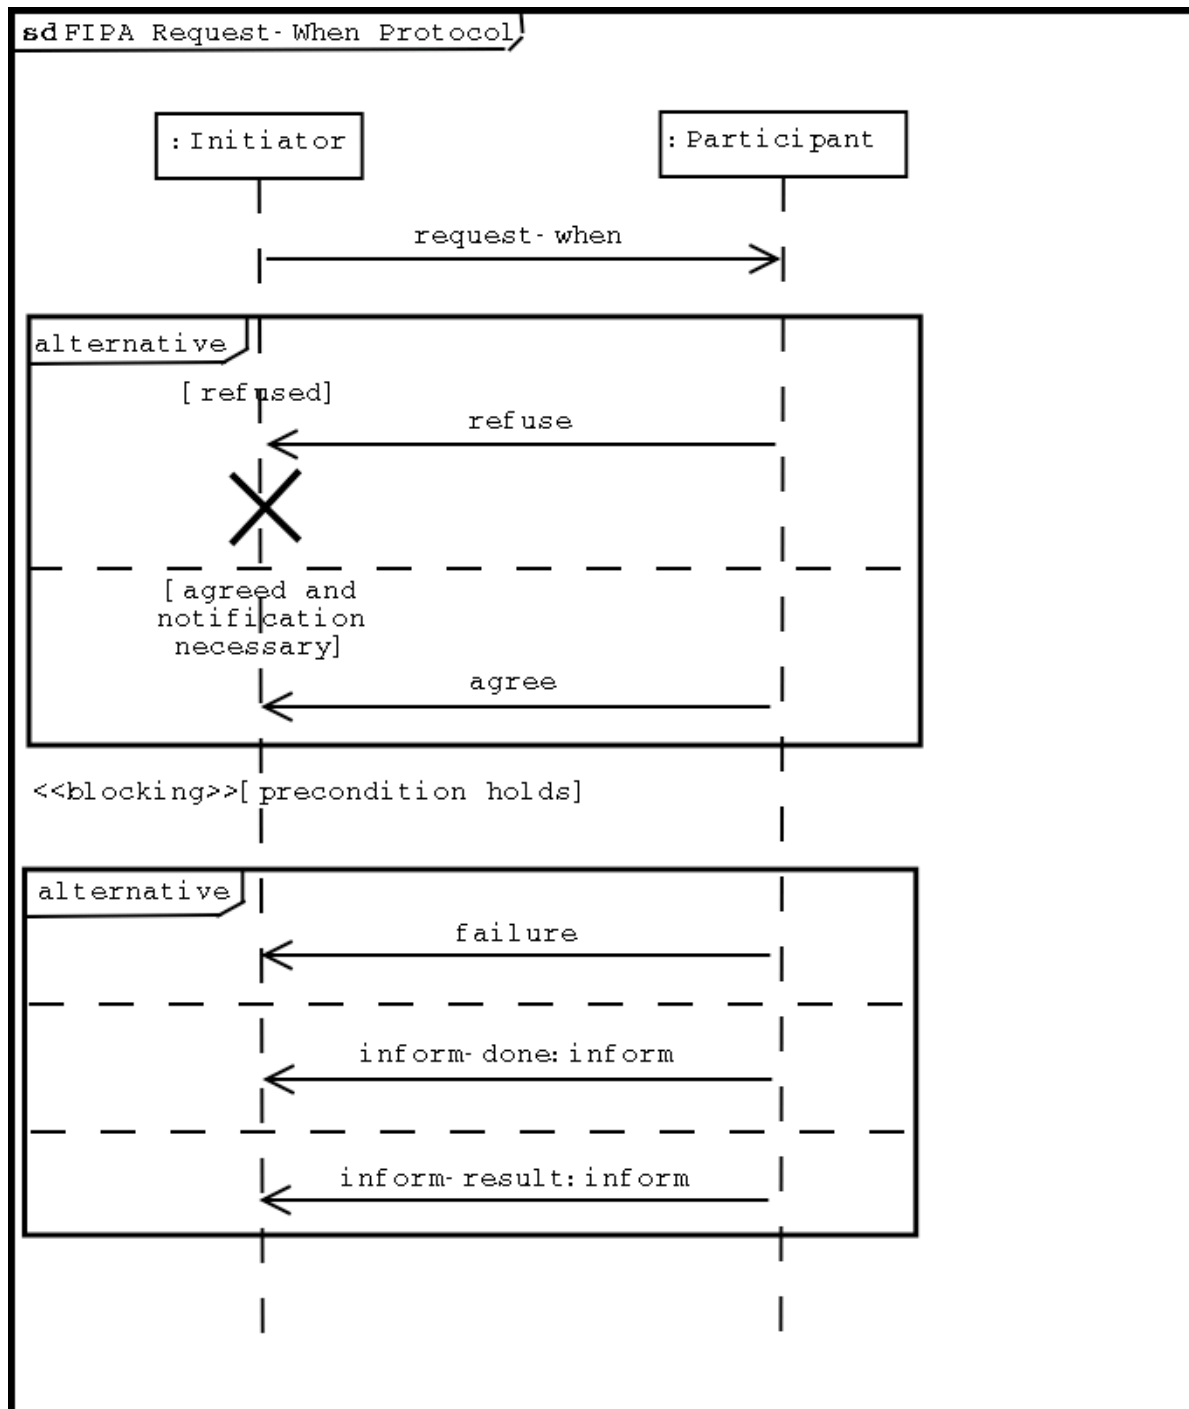 sd FIPA Request-When Protocol
:Initiator
:Participant
request-when
alternative
[refused]
refuse
[agreed and
notification
necessary]
agree
<<blocking>>[precondition holds]
alternative
failure
inform-done:inform
inform-result:inform